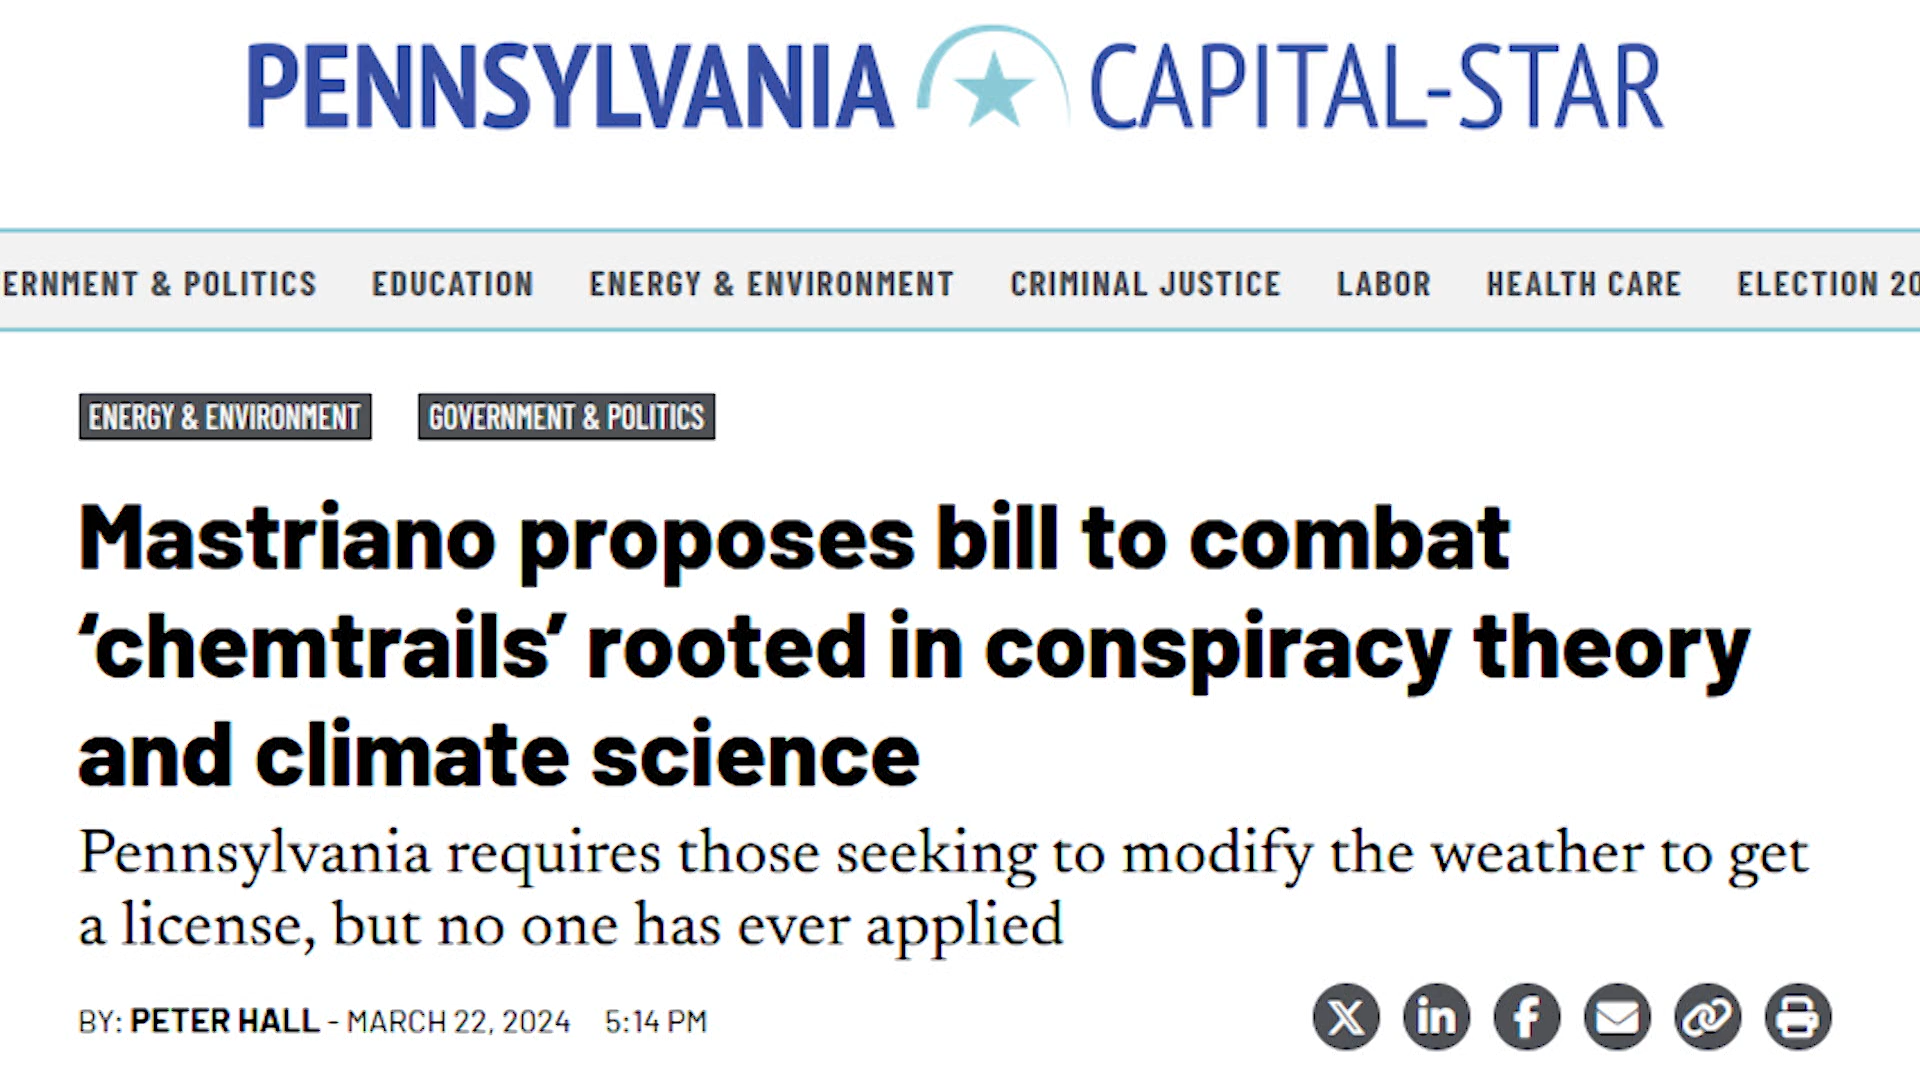 PENNSYLVANIA CAPITAL-STAR
ERNMENT & POLITICS EDUCATION ENERGY & ENVIRONMENT CRIMINAL JUSTICE LABOR HEALTH CARE ELECTION 20
ENERGY & ENVIRONMENT GOVERNMENT & POLITICS
Mastriano proposes bill to combat
‘chemtrails’ rooted in conspiracy theory
and climate science
Pennsylvania requires those seeking to modify the weather to get
a license, but no one has ever applied
BY: PETER HALL - MARCH 22, 2024 5:14 PM